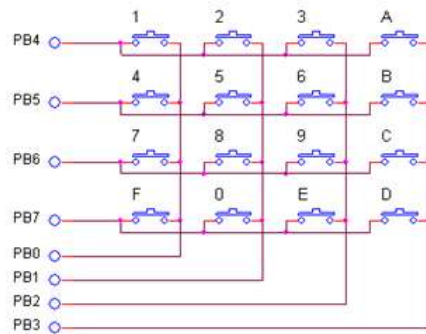 1 2 3 A
PB4
4 5 6 B
PB5
7 8 9 C
PB6
F 0 E D
PB7
PB0
PB1
PB2
PB3